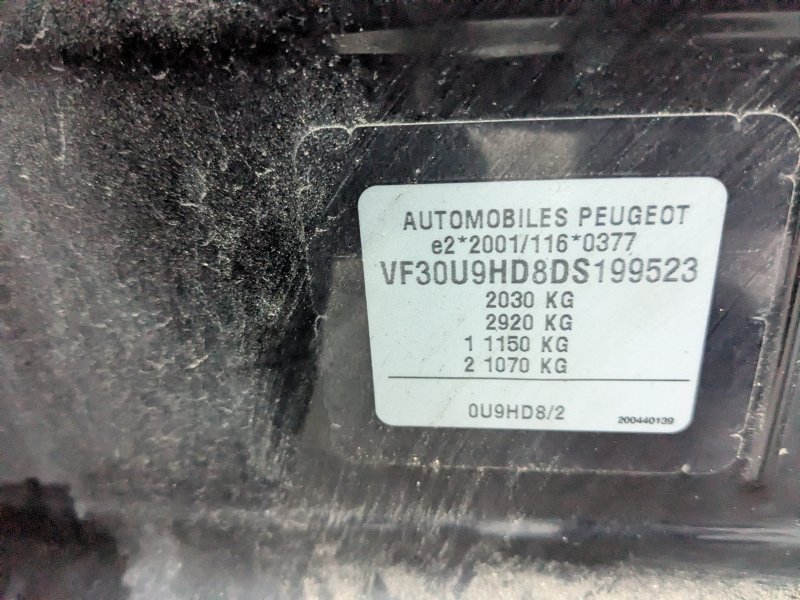 AUTOMOBILES PEUGEOT
e2*2001/116*0377
VF30U9HD8DS199523
2030 KG
2920 KG
1 1150 KG
2 1070 KG
0U9HD8/2
200440139